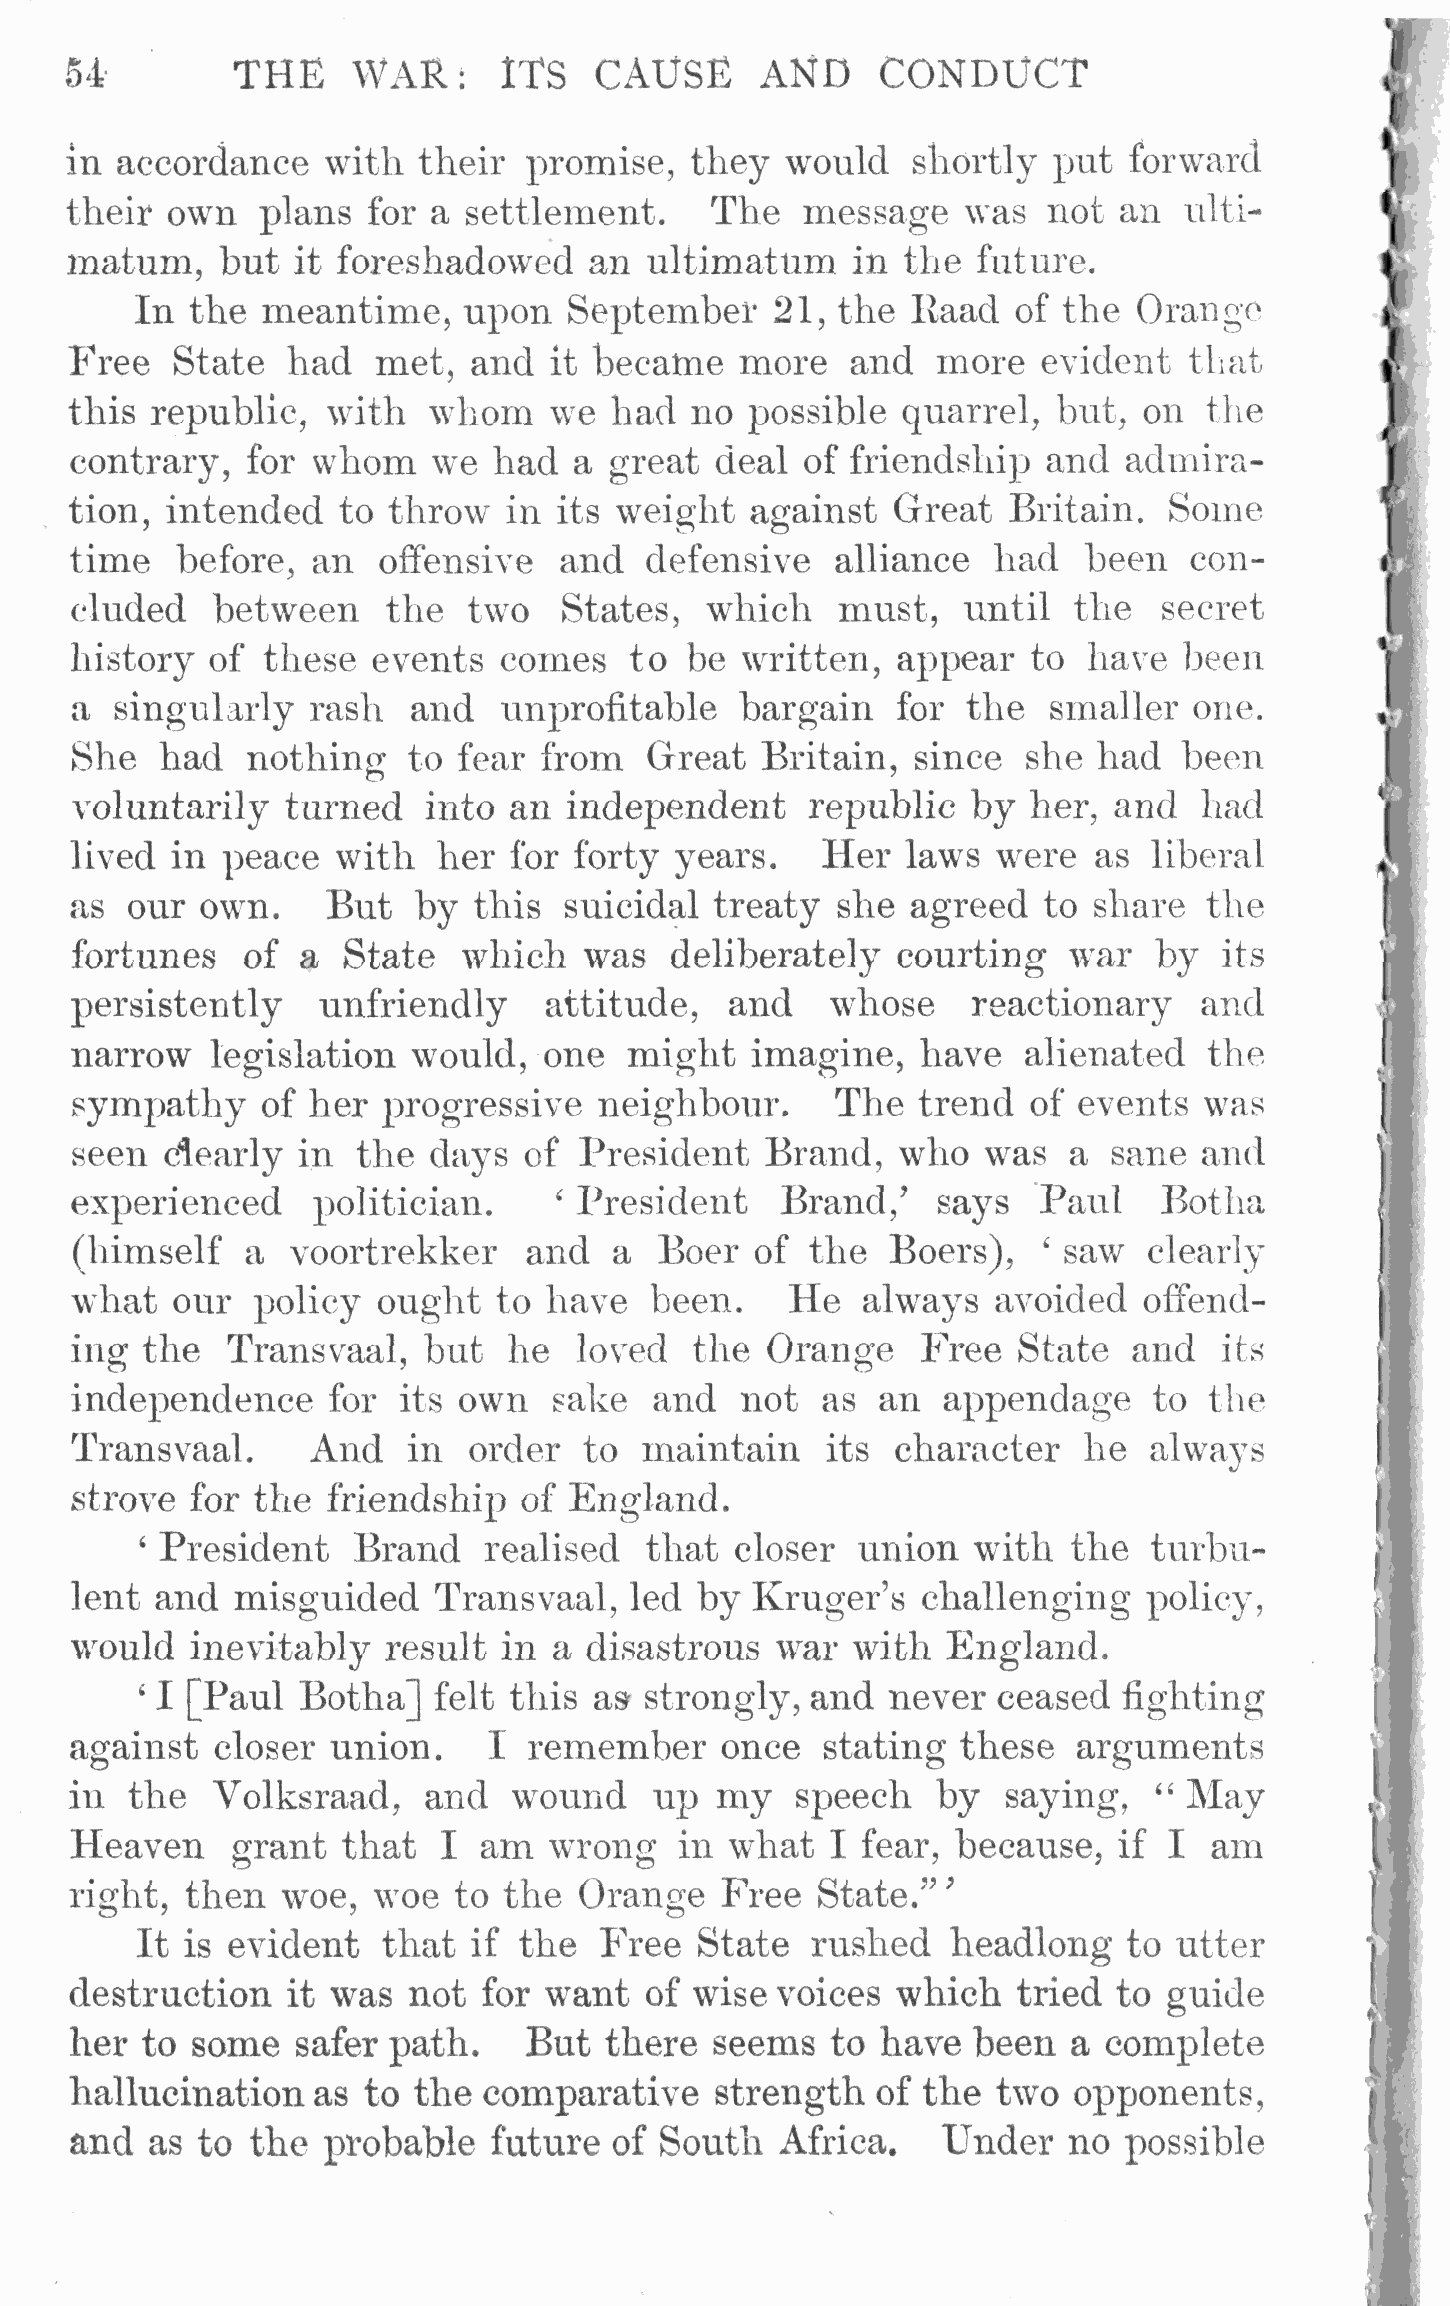 54 THE WAR: ITS CAUSE AND CONDUCT
in accordance with their promise, they would shortly put forward
their own plans for a settlement. The message was not an ulti-
matum, but it foreshadowed an ultimatum in the future.
In the meantime, upon September 21, the Raad of the Orange
Free State had met, and it became more and more evident that
this republic, with whom we had no possible quarrel, but, on the
contrary, for whom we had a great deal of friendship and admira-
tion, intended to throw in its weight against Great Britain. Some
time before, an offensive and defensive alliance had been con-
cluded between the two States, which must, until the secret
history of these events comes to be written, appear to have been
a singularly rash and unprofitable bargain for the smaller one.
She had nothing to fear from Great Britain, since she had been
voluntarily turned into an independent republic by her, and had
lived in peace with her for forty years. Her laws were as liberal
as our own. But by this suicidal treaty she agreed to share the
fortunes of a State which was deliberately courting war by its
persistently unfriendly attitude, and whose reactionary and
narrow legislation would, one might imagine, have alienated the
sympathy of her progressive neighbour. The trend of events was
seen clearly in the days of President Brand, who was a sane and
experienced politician. ‘President Brand,’ says Paul Botha
(himself a voortrekker and a Boer of the Boers), ‘saw clearly
what our policy ought to have been. He always avoided offend-
ing the Transvaal, but he loved the Orange Free State and its
independence for its own sake and not as an appendage to the
Transvaal. And in order to maintain its character he always
strove for the friendship of England.
‘President Brand realised that closer union with the turbu-
lent and misguided Transvaal, led by Kruger’s challenging policy,
would inevitably result in a disastrous war with England.
‘I [Paul Botha] felt this as strongly, and never ceased fighting
against closer union. I remember once stating these arguments
in the Volksraad, and wound up my speech by saying, “May
Heaven grant that I am wrong in what I fear, because, if I am
right, then woe, woe to the Orange Free State.”’
It is evident that if the Free State rushed headlong to utter
destruction it was not for want of wise voices which tried to guide
her to some safer path. But there seems to have been a complete
hallucination as to the comparative strength of the two opponents,
and as to the probable future of South Africa. Under no possible